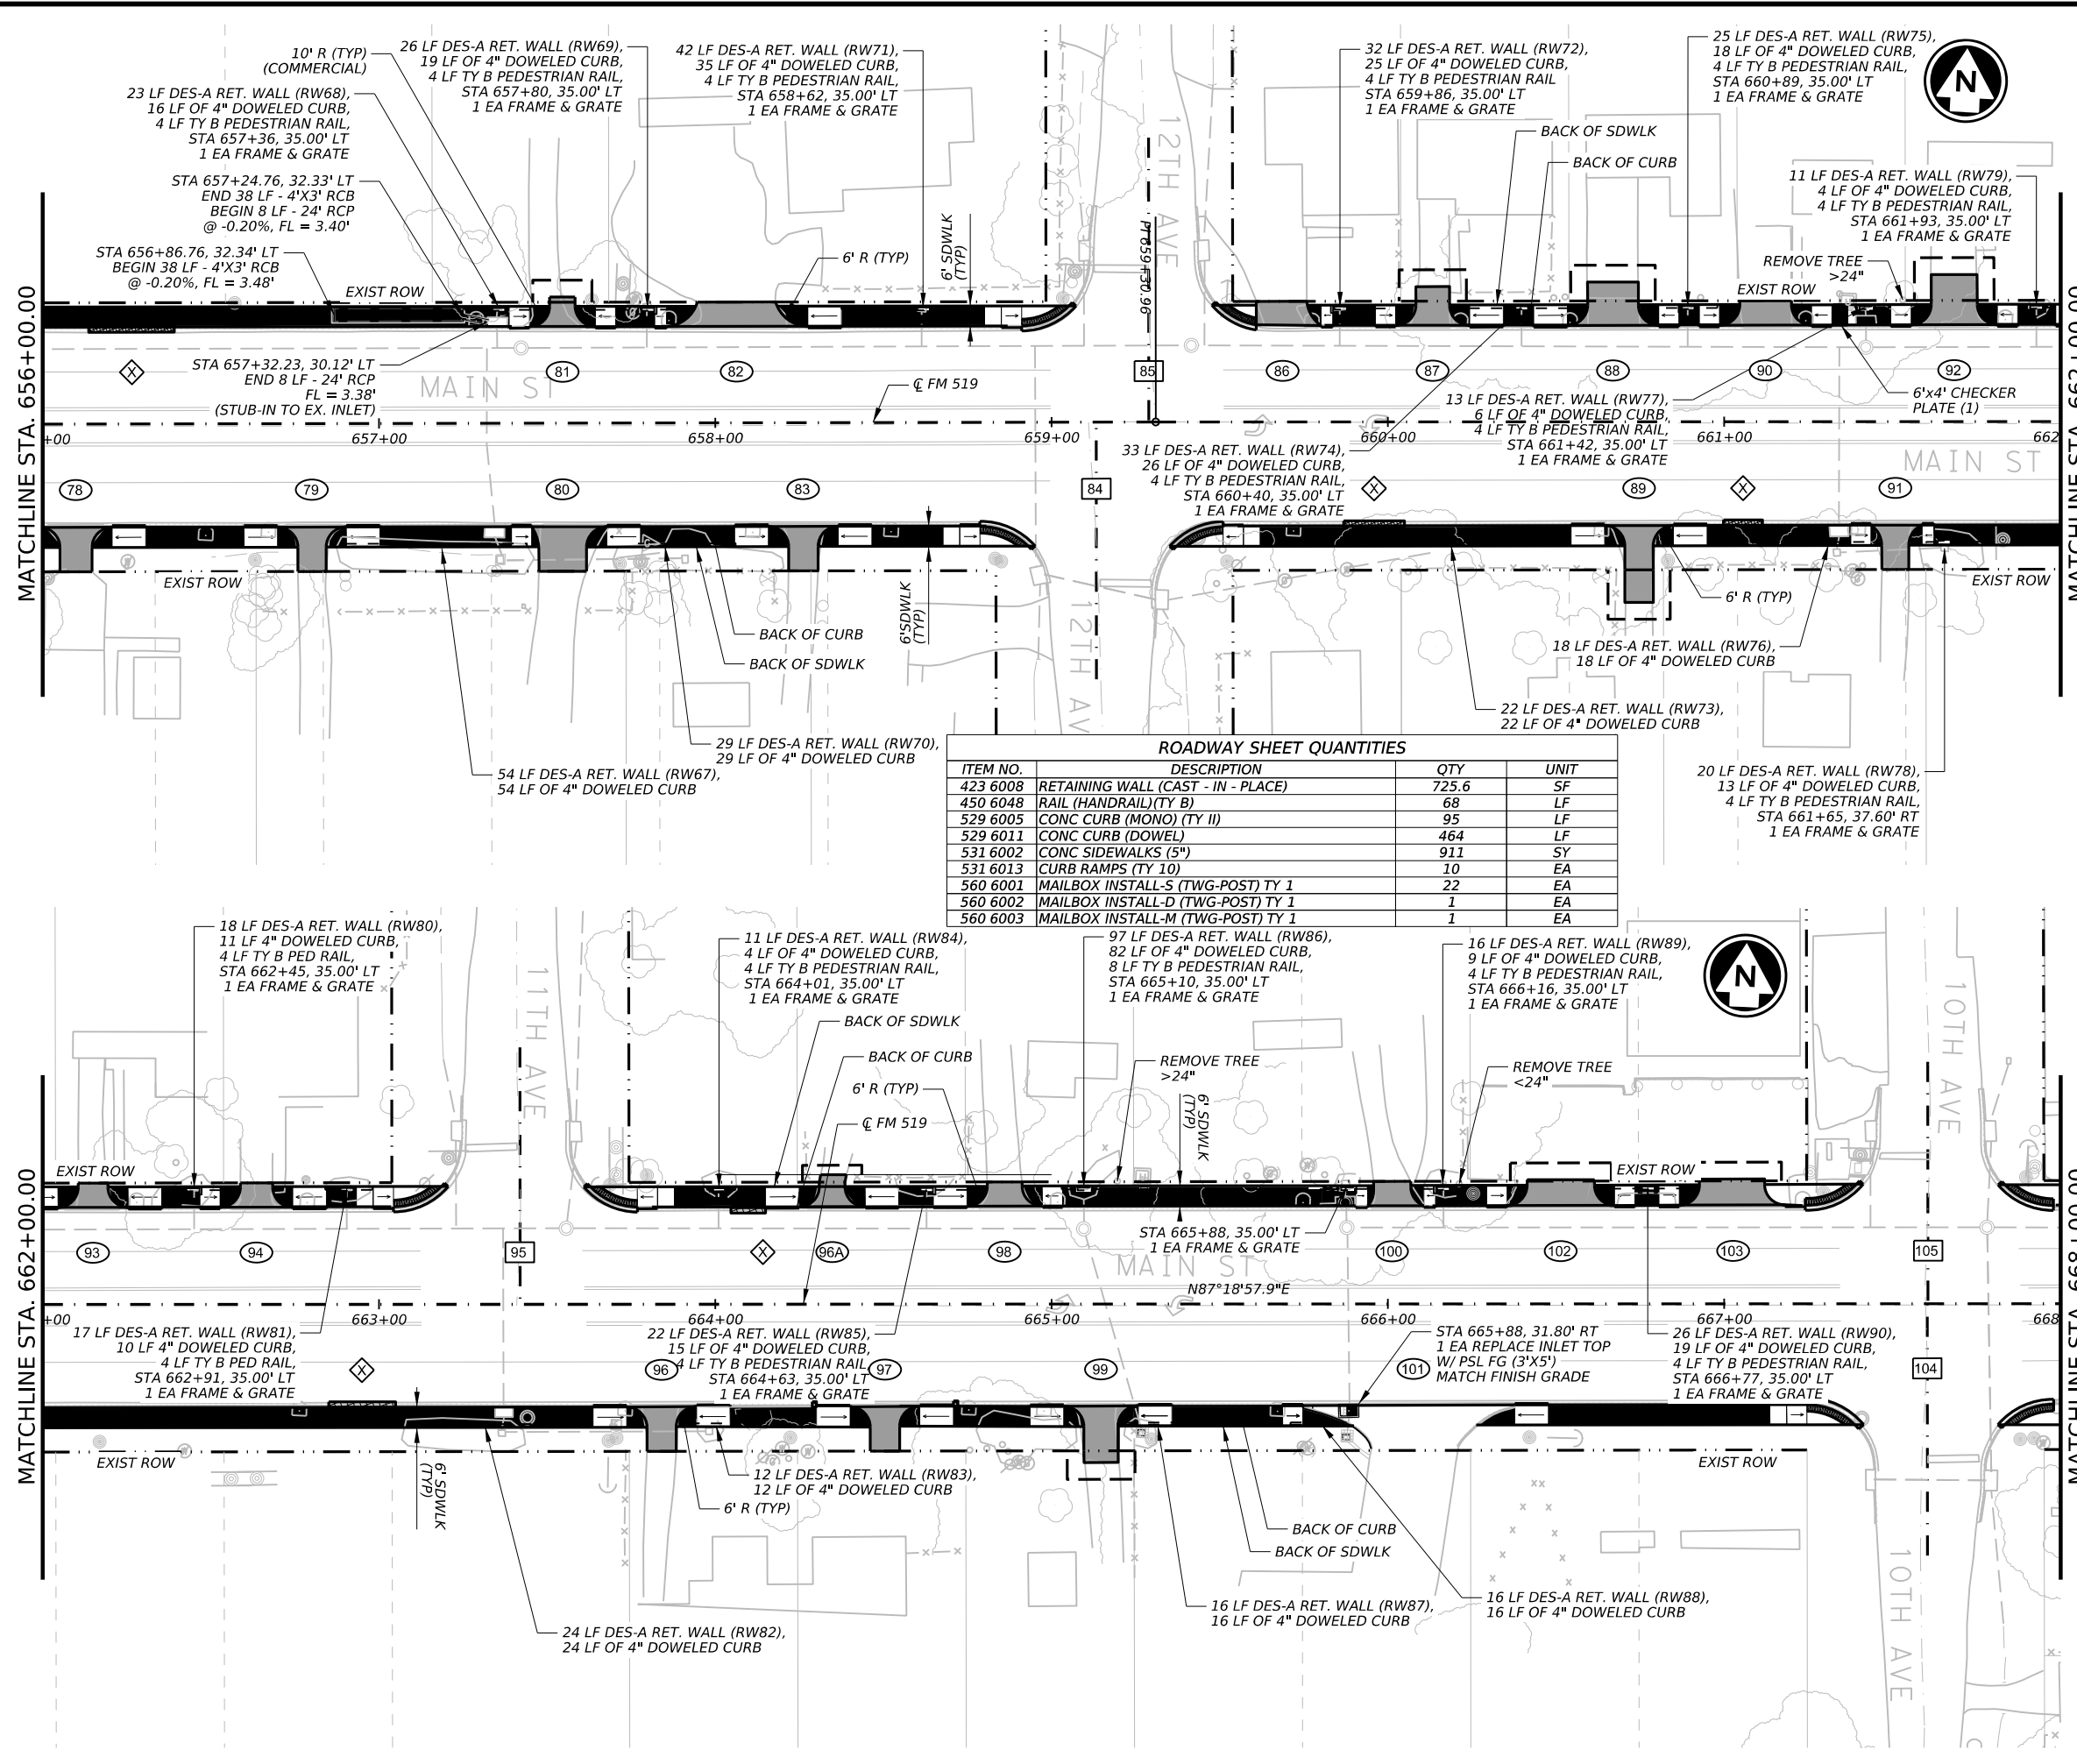 10' R (TYP)
(COMMERCIAL)
26 LF DES-A RET. WALL (RW69),
19 LF OF 4" DOWELED CURB,
4 LF TY B PEDESTRIAN RAIL,
STA 657+80, 35.00' LT
1 EA FRAME & GRATE
42 LF DES-A RET. WALL (RW71),
35 LF OF 4" DOWELED CURB,
4 LF TY B PEDESTRIAN RAIL,
STA 658+62, 35.00' LT
1 EA FRAME & GRATE
32 LF DES-A RET. WALL (RW72),
25 LF OF 4" DOWELED CURB,
4 LF TY B PEDESTRIAN RAIL
STA 659+86, 35.00' LT
1 EA FRAME & GRATE
25 LF DES-A RET. WALL (RW75),
18 LF OF 4" DOWELED CURB,
4 LF TY B PEDESTRIAN RAIL,
STA 660+89, 35.00' LT
1 EA FRAME & GRATE
N
23 LF DES-A RET. WALL (RW68),
16 LF OF 4" DOWELED CURB,
4 LF TY B PEDESTRIAN RAIL,
STA 657+36, 35.00' LT
1 EA FRAME & GRATE
12TH AVE
BACK OF SDWLK
BACK OF CURB
11 LF DES-A RET. WALL (RW79),
4 LF OF 4" DOWELED CURB,
4 LF TY B PEDESTRIAN RAIL,
STA 661+93, 35.00' LT
1 EA FRAME & GRATE
STA 657+24.76, 32.33' LT
END 38 LF - 4'X3' RCB
BEGIN 8 LF - 24' RCP
@ -0.20%, FL = 3.40'
STA 656+86.76, 32.34' LT
BEGIN 38 LF - 4'X3' RCB
@ -0.20%, FL = 3.48'
EXIST ROW
6' R (TYP)
6' SDWLK
(TYP)
PI 659+30.96
REMOVE TREE
>24"
EXIST ROW
MATCHLINE STA. 656+00.00
MATCHLINE STA. 662+00.00
STA 657+32.23, 30.12' LT
END 8 LF - 24' RCP
FL = 3.38'
(STUB-IN TO EX. INLET)
X
MAIN ST
81
82
85
86
87
88
90
92
℄ FM 519
13 LF DES-A RET. WALL (RW77),
6 LF OF 4" DOWELED CURB,
4 LF TY B PEDESTRIAN RAIL,
STA 661+42, 35.00' LT
1 EA FRAME & GRATE
6'x4' CHECKER
PLATE (1)
+00
657+00
658+00
659+00
660+00
661+00
662
33 LF DES-A RET. WALL (RW74),
26 LF OF 4" DOWELED CURB,
4 LF TY B PEDESTRIAN RAIL,
STA 660+40, 35.00' LT
1 EA FRAME & GRATE
MAIN ST
78
79
80
83
84
X
89
X
91
EXIST ROW
EXIST ROW
6'SDWLK
(TYP)
12TH AV
BACK OF CURB
BACK OF SDWLK
6' R (TYP)
18 LF DES-A RET. WALL (RW76),
18 LF OF 4" DOWELED CURB
22 LF DES-A RET. WALL (RW73),
22 LF OF 4" DOWELED CURB
29 LF DES-A RET. WALL (RW70),
29 LF OF 4" DOWELED CURB
54 LF DES-A RET. WALL (RW67),
54 LF OF 4" DOWELED CURB
20 LF DES-A RET. WALL (RW78),
13 LF OF 4" DOWELED CURB,
4 LF TY B PEDESTRIAN RAIL,
STA 661+65, 37.60' RT
1 EA FRAME & GRATE
ROADWAY SHEET QUANTITIES
ITEM NO. DESCRIPTION QTY UNIT
423 6008 RETAINING WALL (CAST - IN - PLACE) 725.6 SF
450 6048 RAIL (HANDRAIL)(TY B) 68 LF
529 6005 CONC CURB (MONO) (TY II) 95 LF
529 6011 CONC CURB (DOWEL) 464 LF
531 6002 CONC SIDEWALKS (5") 911 SY
531 6013 CURB RAMPS (TY 10) 10 EA
560 6001 MAILBOX INSTALL-S (TWG-POST) TY 1 22 EA
560 6002 MAILBOX INSTALL-D (TWG-POST) TY 1 1 EA
560 6003 MAILBOX INSTALL-M (TWG-POST) TY 1 1 EA
18 LF DES-A RET. WALL (RW80),
11 LF 4" DOWELED CURB,
4 LF TY B PED RAIL,
STA 662+45, 35.00' LT
1 EA FRAME & GRATE
11TH AVE
11 LF DES-A RET. WALL (RW84),
4 LF OF 4" DOWELED CURB,
4 LF TY B PEDESTRIAN RAIL,
STA 664+01, 35.00' LT
1 EA FRAME & GRATE
97 LF DES-A RET. WALL (RW86),
82 LF OF 4" DOWELED CURB,
8 LF TY B PEDESTRIAN RAIL,
STA 665+10, 35.00' LT
1 EA FRAME & GRATE
16 LF DES-A RET. WALL (RW89),
9 LF OF 4" DOWELED CURB,
4 LF TY B PEDESTRIAN RAIL,
STA 666+16, 35.00' LT
1 EA FRAME & GRATE
N
10TH AVE
BACK OF SDWLK
BACK OF CURB
6' R (TYP)
℄ FM 519
REMOVE TREE
>24"
6' SDWLK
(TYP)
REMOVE TREE
<24"
EXIST ROW
EXIST ROW
MATCHLINE STA. 662+00.00
MATCHLINE STA. 668+00.00
STA 665+88, 35.00' LT
1 EA FRAME & GRATE
93
94
95
X
96A
98
100
102
103
105
MAIN ST
N87°18'57.9"E
+00
663+00
664+00
665+00
666+00
667+00
668
17 LF DES-A RET. WALL (RW81),
10 LF 4" DOWELED CURB,
4 LF TY B PED RAIL,
STA 662+91, 35.00' LT
1 EA FRAME & GRATE
22 LF DES-A RET. WALL (RW85),
15 LF OF 4" DOWELED CURB,
4 LF TY B PEDESTRIAN RAIL,
STA 664+63, 35.00' LT
1 EA FRAME & GRATE
STA 665+88, 31.80' RT
1 EA REPLACE INLET TOP
W/ PSL FG (3'X5')
MATCH FINISH GRADE
26 LF DES-A RET. WALL (RW90),
19 LF OF 4" DOWELED CURB,
4 LF TY B PEDESTRIAN RAIL,
STA 666+77, 35.00' LT
1 EA FRAME & GRATE
X
96
97
99
101
104
EXIST ROW
EXIST ROW
6' SDWLK
(TYP)
12 LF DES-A RET. WALL (RW83),
12 LF OF 4" DOWELED CURB
6' R (TYP)
BACK OF CURB
BACK OF SDWLK
10TH AVE
16 LF DES-A RET. WALL (RW87),
16 LF OF 4" DOWELED CURB
16 LF DES-A RET. WALL (RW88),
16 LF OF 4" DOWELED CURB
24 LF DES-A RET. WALL (RW82),
24 LF OF 4" DOWELED CURB